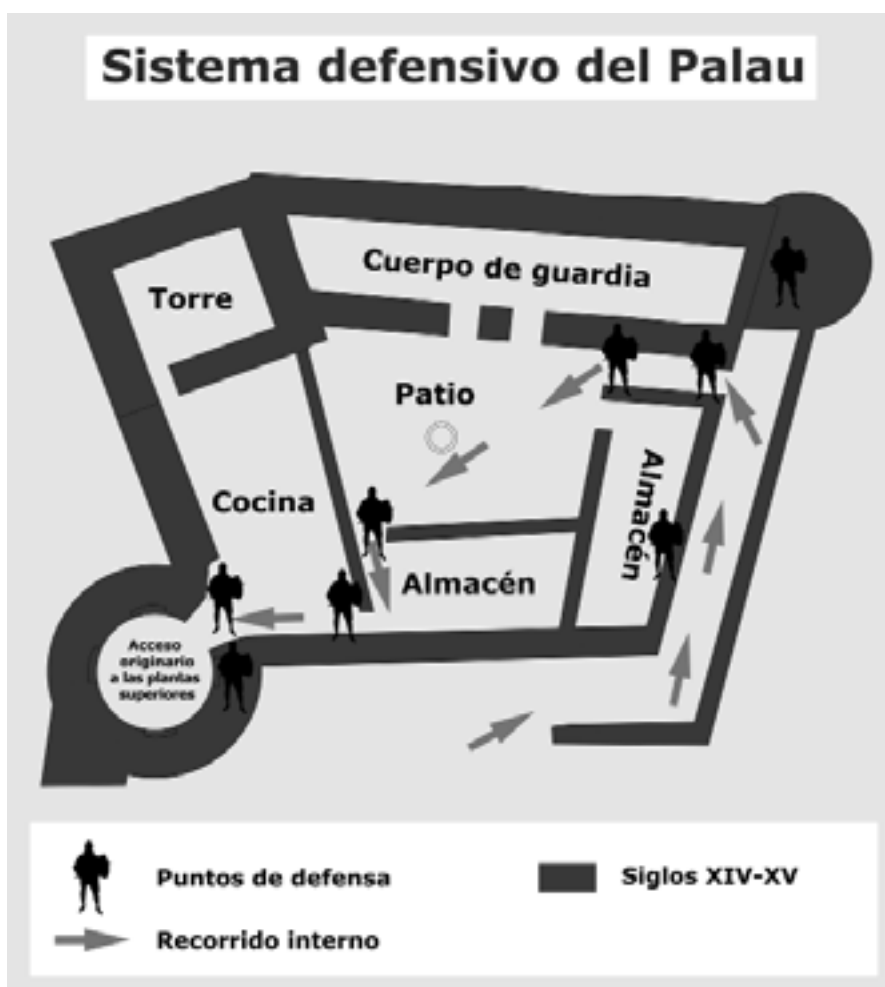 Sistema defensivo del Palau
Cuerpo de guardia
Torre
Patio
Almacén
Cocina
Almacén
Acceso
originario
a las plantas
superiores
Puntos de defensa
Siglos XIV-XV
Recorrido interno